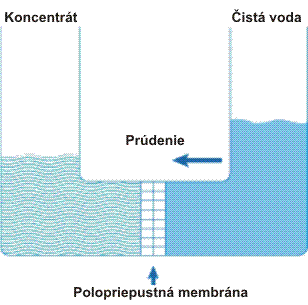 Koncentrát
Čistá voda
Prúdenie
Polopriepustná membrána